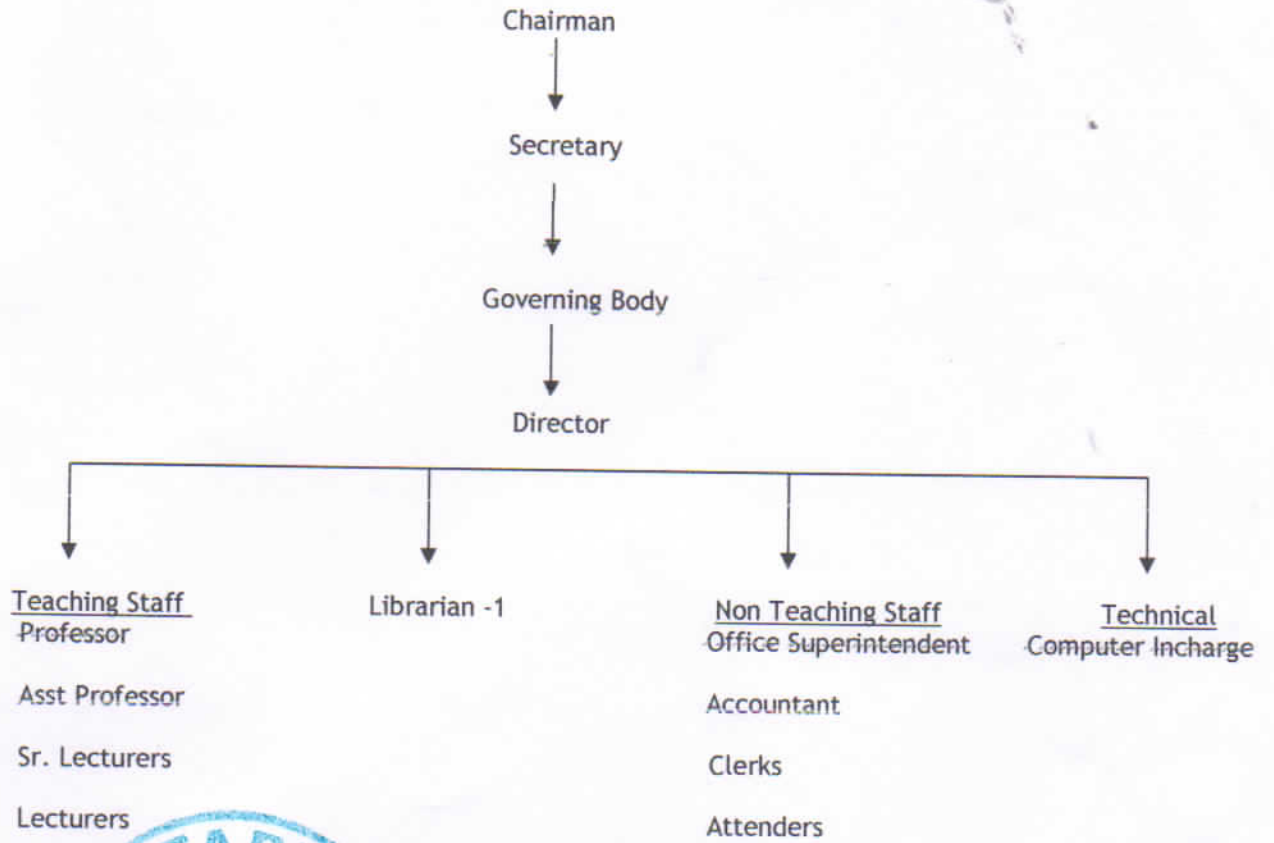 Chairman
Secretary
Governing Body
Director
Teaching Staff
Professor
Asst Professor
Sr. Lecturers
Lecturers
Librarian -1
Non Teaching Staff
Office Superintendent
Accountant
Clerks
Attenders
Technical
Computer Incharge